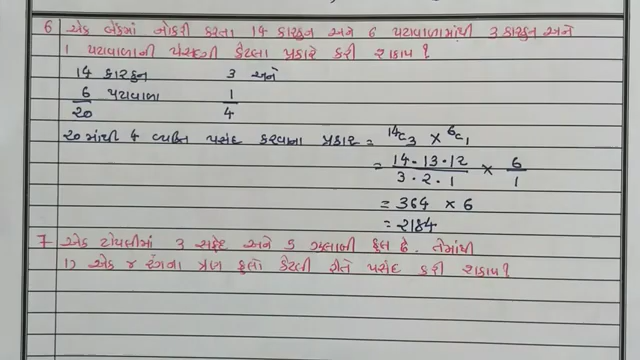 6 એક બેંકમાં નોકરી કરતા 14 કારકુન અને 6 પટાવાળામાંથી 3 કારકુન અને
1 પટાવાળાની પસંદગી કેટલા પ્રકારે કરી શકાય ?
14 કારકુન 3 અને
6 પટાવાળા 1
20 4
20 માંથી 4 વ્યક્તિ પસંદ કરવાના પ્રકાર = ¹⁴C₃ × ⁶C₁
= 14·13·12 / 3·2·1 × 6 / 1
= 364 × 6
= 2184
7 એક ટોપલીમાં 3 સફેદ અને 5 ગુલાબી ફૂલ છે. તેમાંથી
1) એક જ રંગના ત્રણ ફૂલો કેટલી રીતે પસંદ કરી શકાય ?